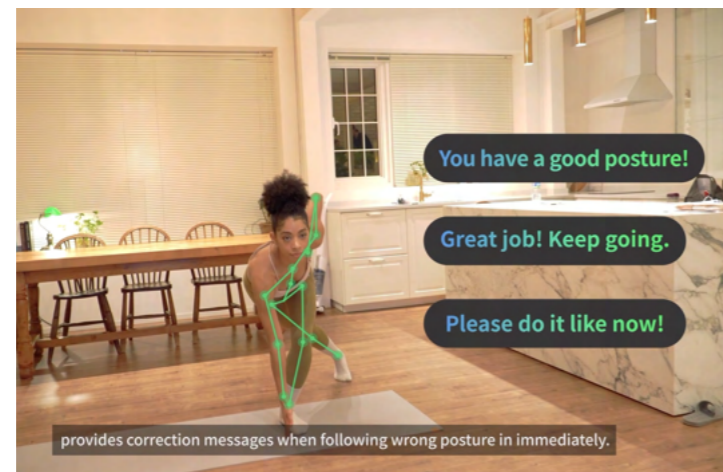 You have a good posture!
Great job! Keep going.
Please do it like now!
provides correction messages when following wrong posture in immediately.